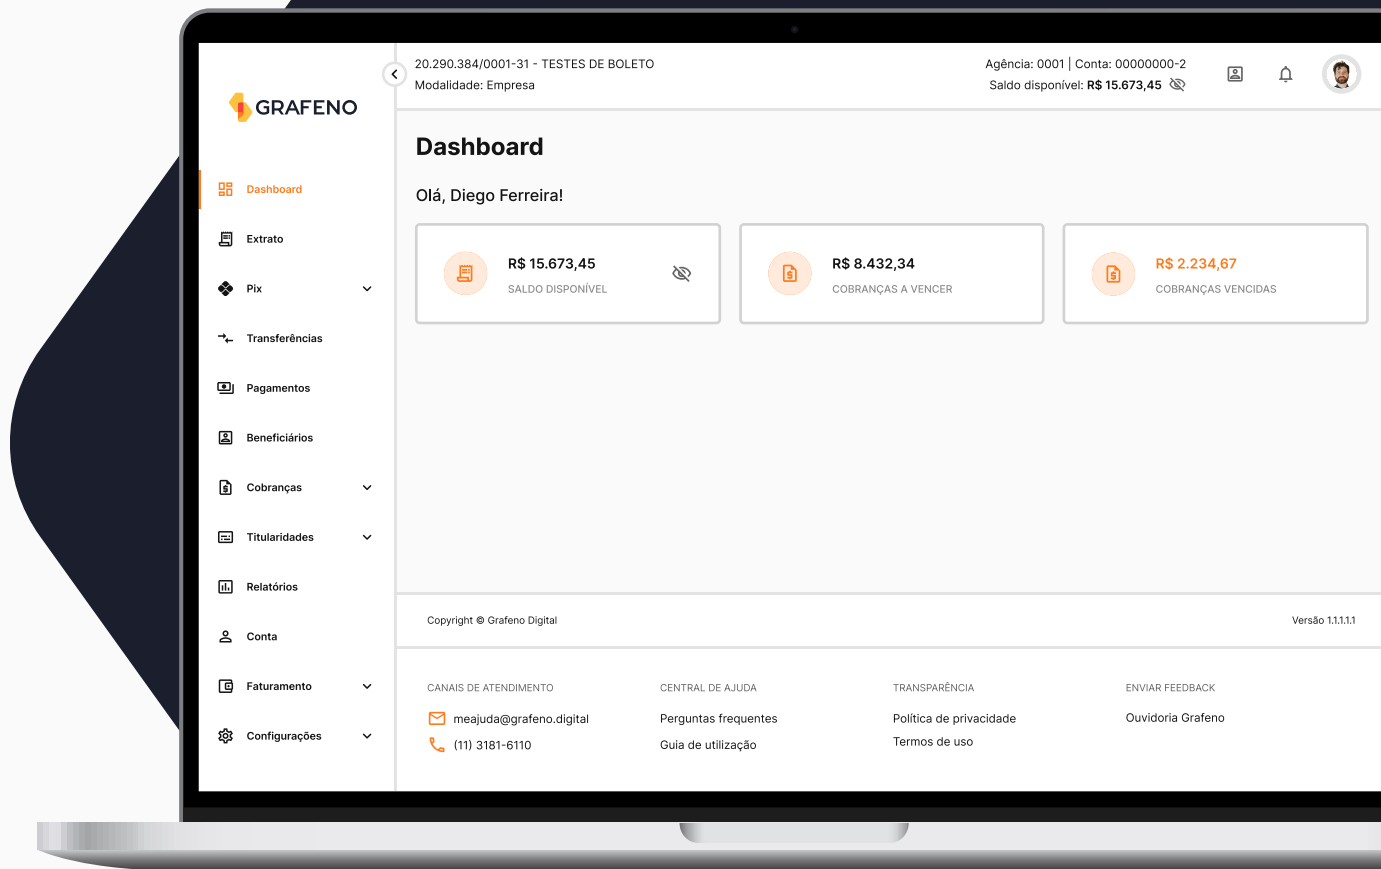 20.290.384/0001-31 - TESTES DE BOLETO
Modalidade: Empresa
Agência: 0001 | Conta: 00000000-2
Saldo disponível: R$ 15.673,45
GRAFENO
Dashboard
Extrato
Pix
Transferências
Pagamentos
Beneficiários
Cobranças
Titularidades
Relatórios
Conta
Faturamento
Configurações
Dashboard
Olá, Diego Ferreira!
R$ 15.673,45
SALDO DISPONÍVEL
R$ 8.432,34
COBRANÇAS A VENCER
R$ 2.234,67
COBRANÇAS VENCIDAS
Copyright © Grafeno Digital
Versão 1.1.1.1.1
CANAIS DE ATENDIMENTO
meajuda@grafeno.digital
(11) 3181-6110
CENTRAL DE AJUDA
Perguntas frequentes
Guia de utilização
TRANSPARÊNCIA
Política de privacidade
Termos de uso
ENVIAR FEEDBACK
Ouvidoria Grafeno